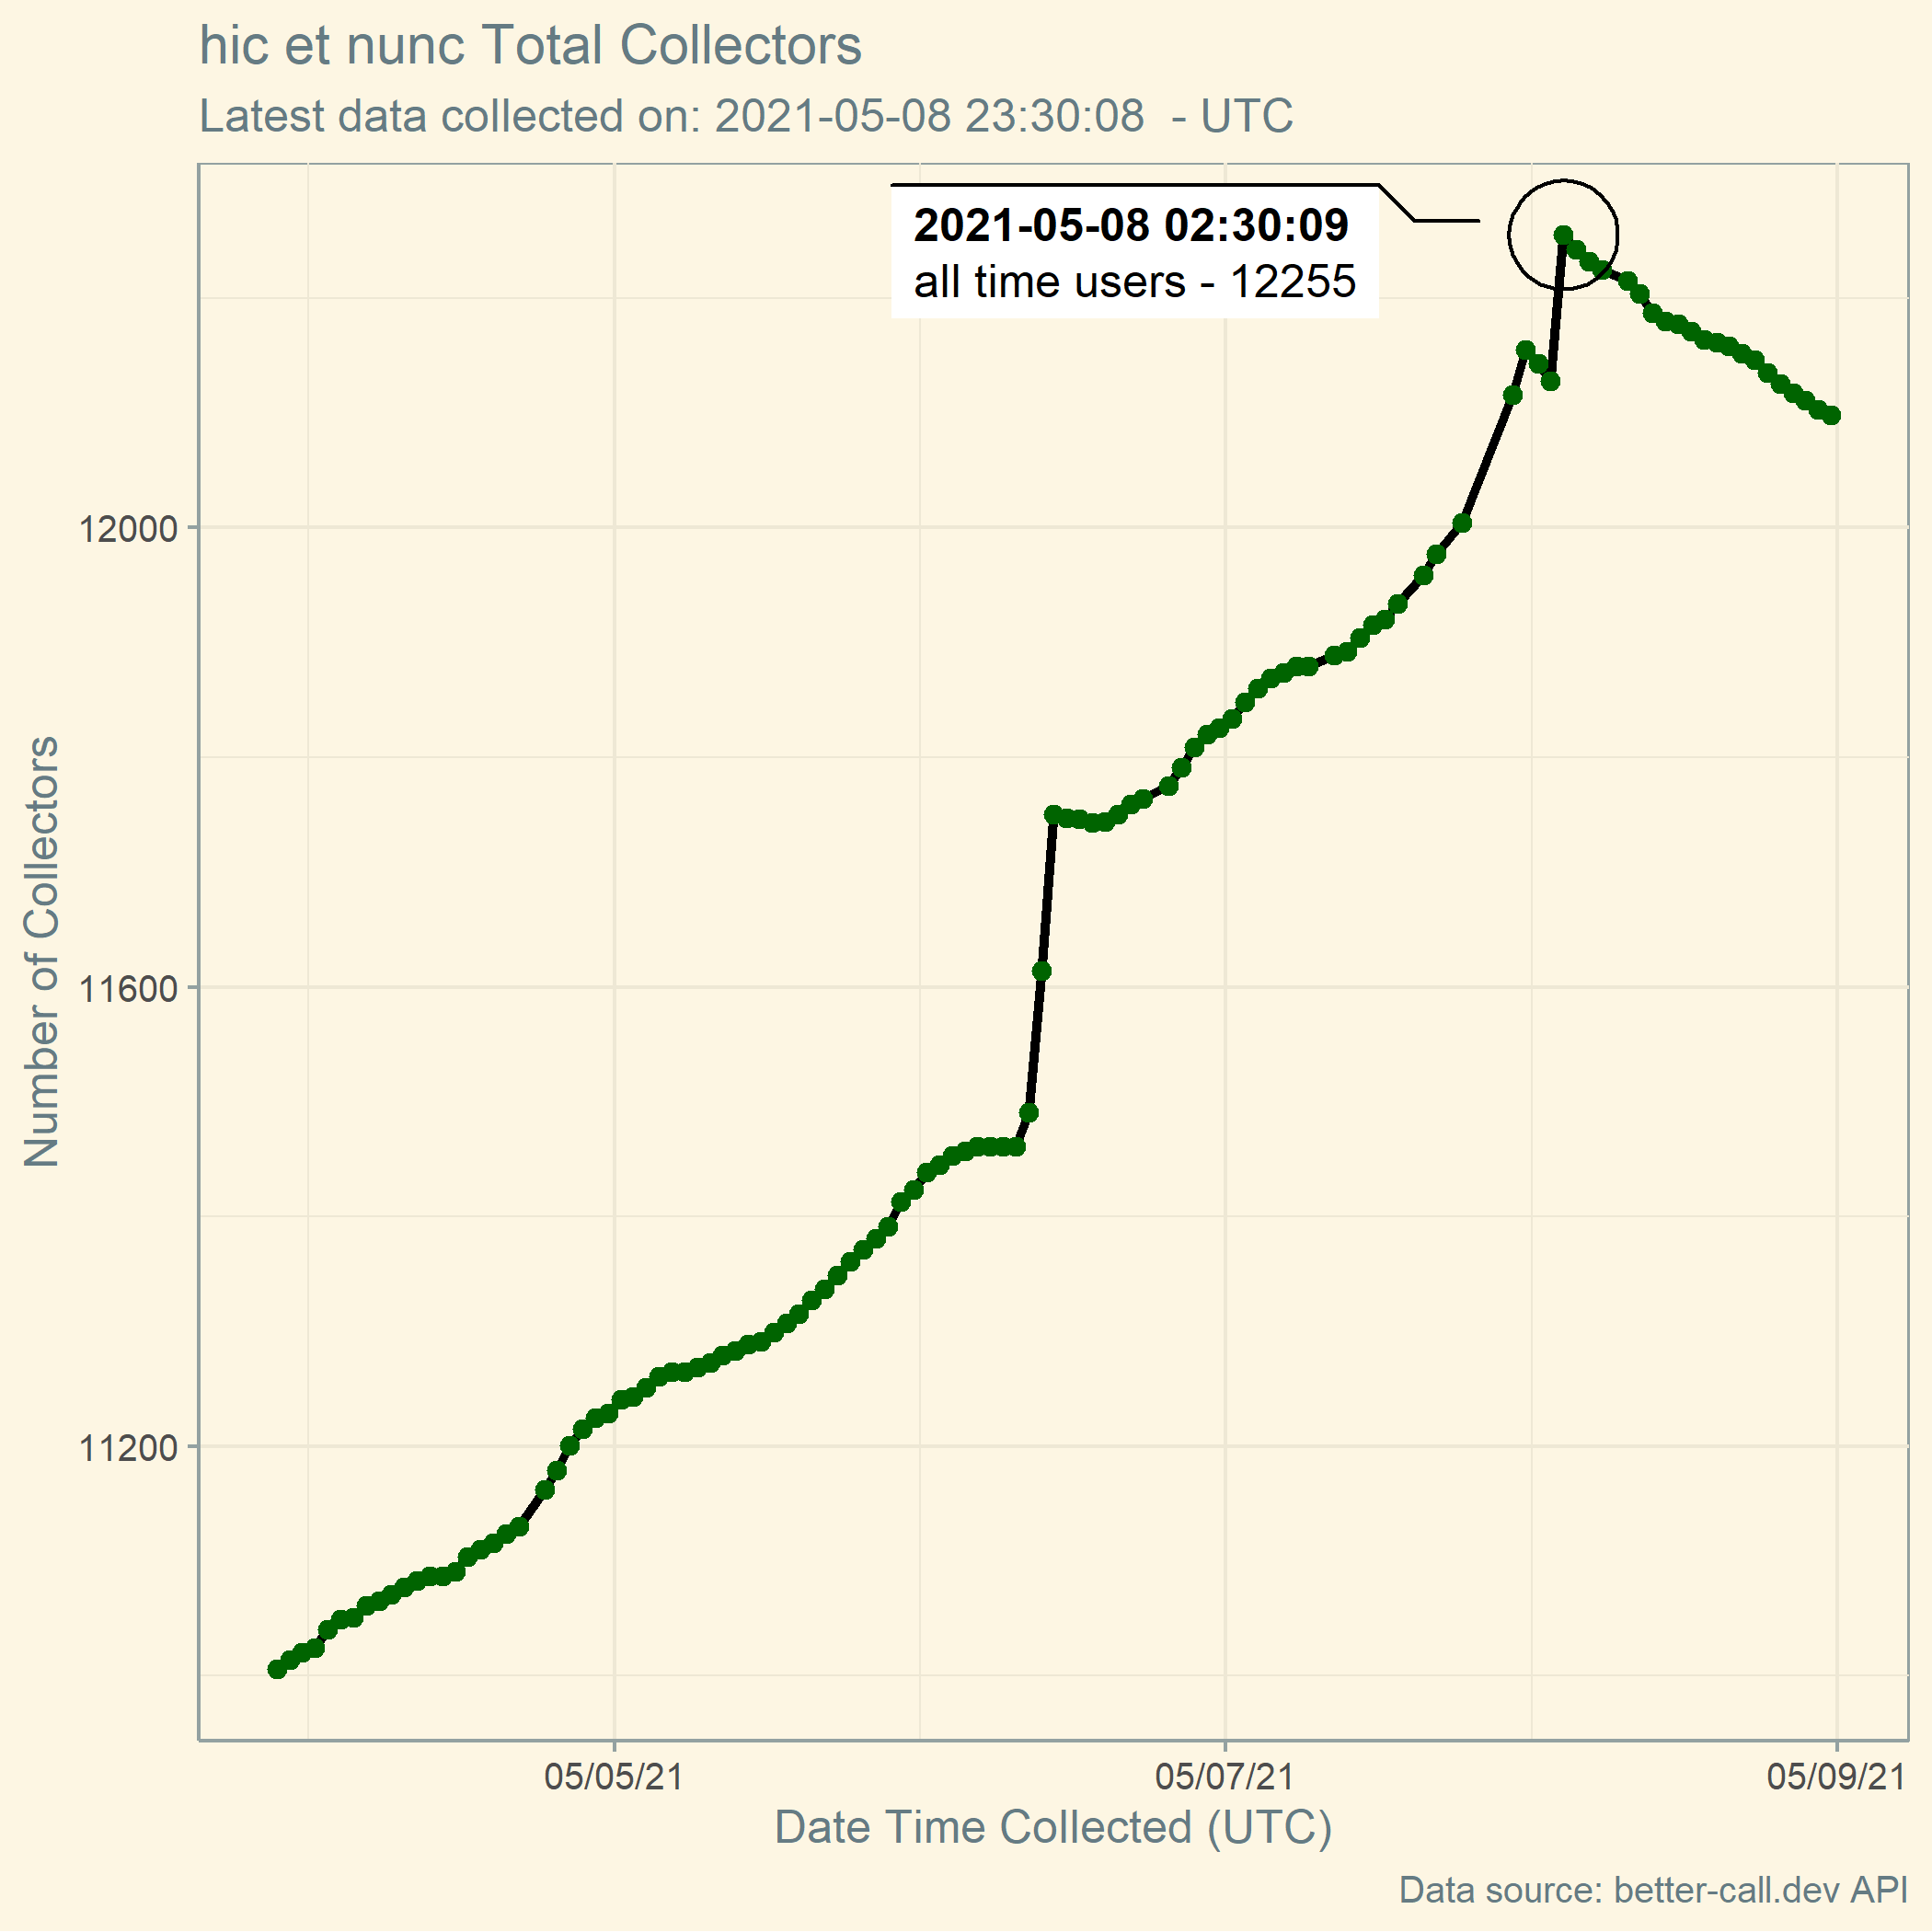 hic et nunc Total Collectors
Latest data collected on: 2021-05-08 23:30:08  - UTC
2021-05-08 02:30:09
all time users - 12255
Number of Collectors
12000
11600
11200
05/05/21
05/07/21
05/09/21
Date Time Collected (UTC)
Data source: better-call.dev API